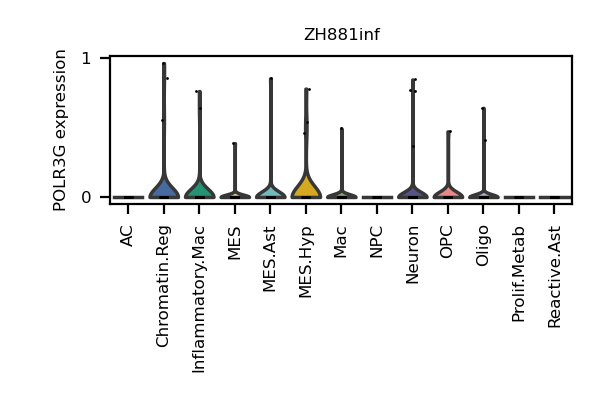 ZH881inf
POLR3G expression
1
0
AC
Chromatin.Reg
Inflammatory.Mac
MES
MES.Ast
MES.Hyp
Mac
NPC
Neuron
OPC
Oligo
Prolif.Metab
Reactive.Ast